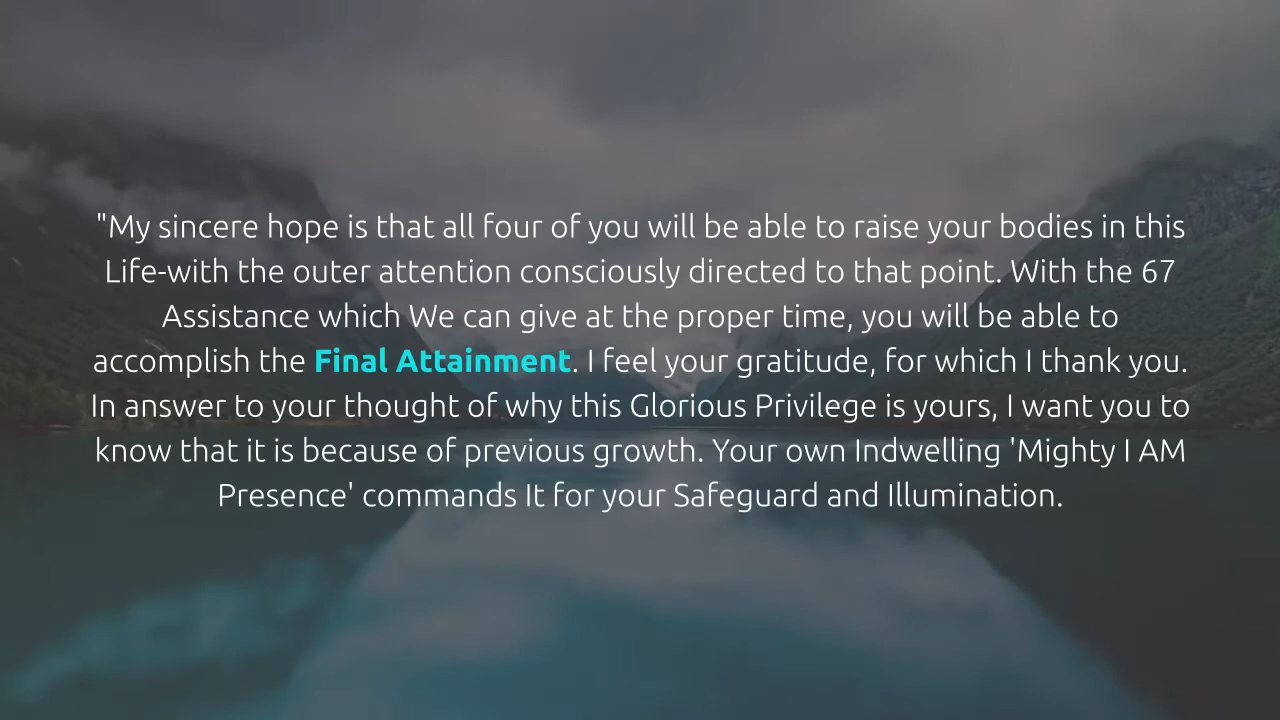 "My sincere hope is that all four of you will be able to raise your bodies in this
Life-with the outer attention consciously directed to that point. With the 67
Assistance which We can give at the proper time, you will be able to
accomplish the Final Attainment. I feel your gratitude, for which I thank you.
In answer to your thought of why this Glorious Privilege is yours, I want you to
know that it is because of previous growth. Your own Indwelling 'Mighty I AM
Presence' commands It for your Safeguard and Illumination.